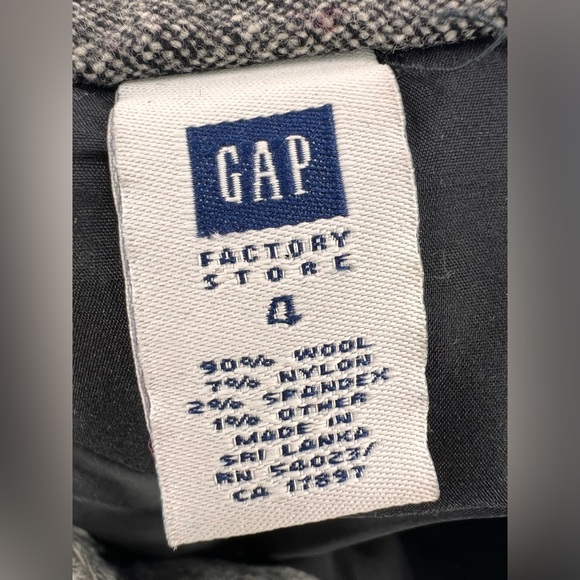 GAP
FACTORY
STORE
4
90% WOOL
7% NYLON
2% SPANDEX
1% OTHER
MADE IN
SRI LANKA
RN 54023/
CA 17897